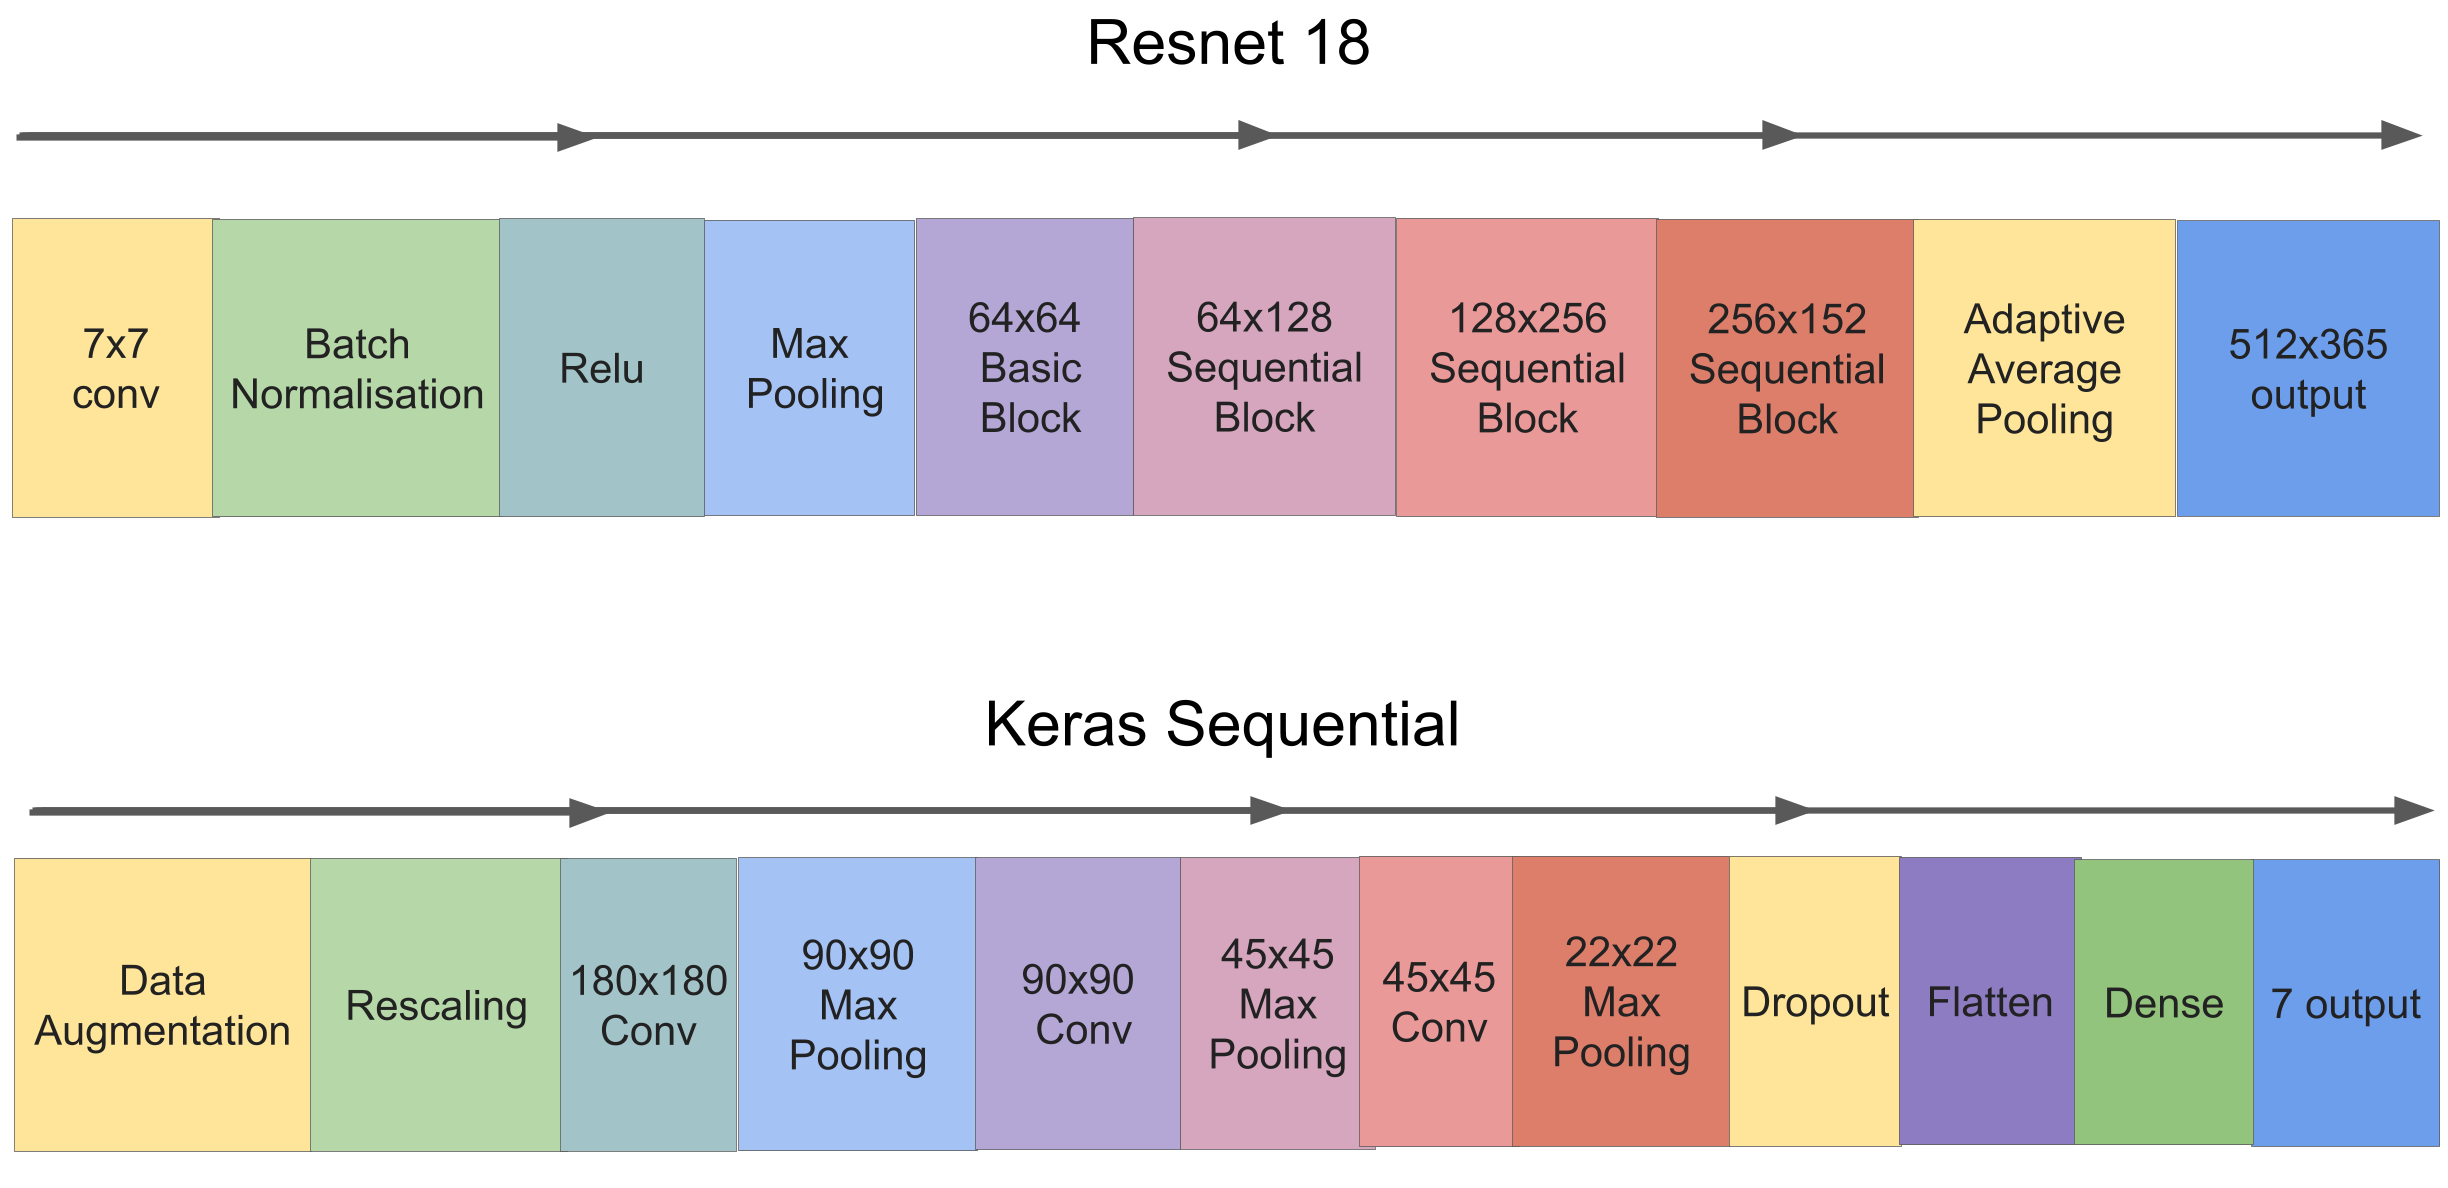 Resnet 18
7x7
conv
Batch
Normalisation
Relu
Max
Pooling
64x64
Basic
Block
64x128
Sequential
Block
128x256
Sequential
Block
256x152
Sequential
Block
Adaptive
Average
Pooling
512x365
output
Keras Sequential
Data
Augmentation
Rescaling
180x180
Conv
90x90
Max
Pooling
90x90
Conv
45x45
Max
Pooling
45x45
Conv
22x22
Max
Pooling
Dropout
Flatten
Dense
7 output